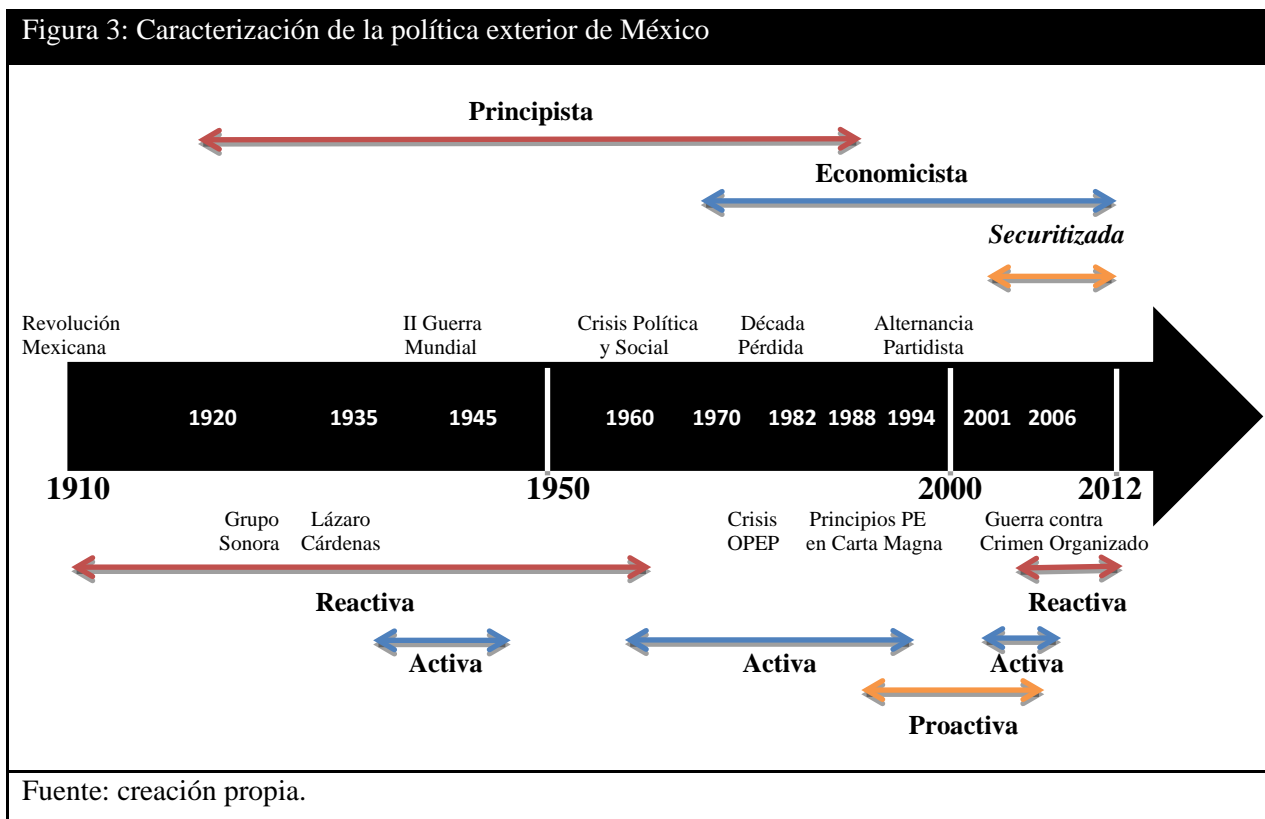 Figura 3: Caracterización de la política exterior de México
Principista
Economicista
Securitizada
Revolución
Mexicana
II Guerra
Mundial
Crisis Política
y Social
Década
Pérdida
Alternancia
Partidista
1920 1935 1945 1960 1970 1982 1988 1994 2001 2006
1910 1950 2000 2012
Grupo
Sonora
Lázaro
Cárdenas
Crisis
OPEP
Principios PE
en Carta Magna
Guerra contra
Crimen Organizado
Reactiva
Reactiva
Activa
Activa
Activa
Proactiva
Fuente: creación propia.